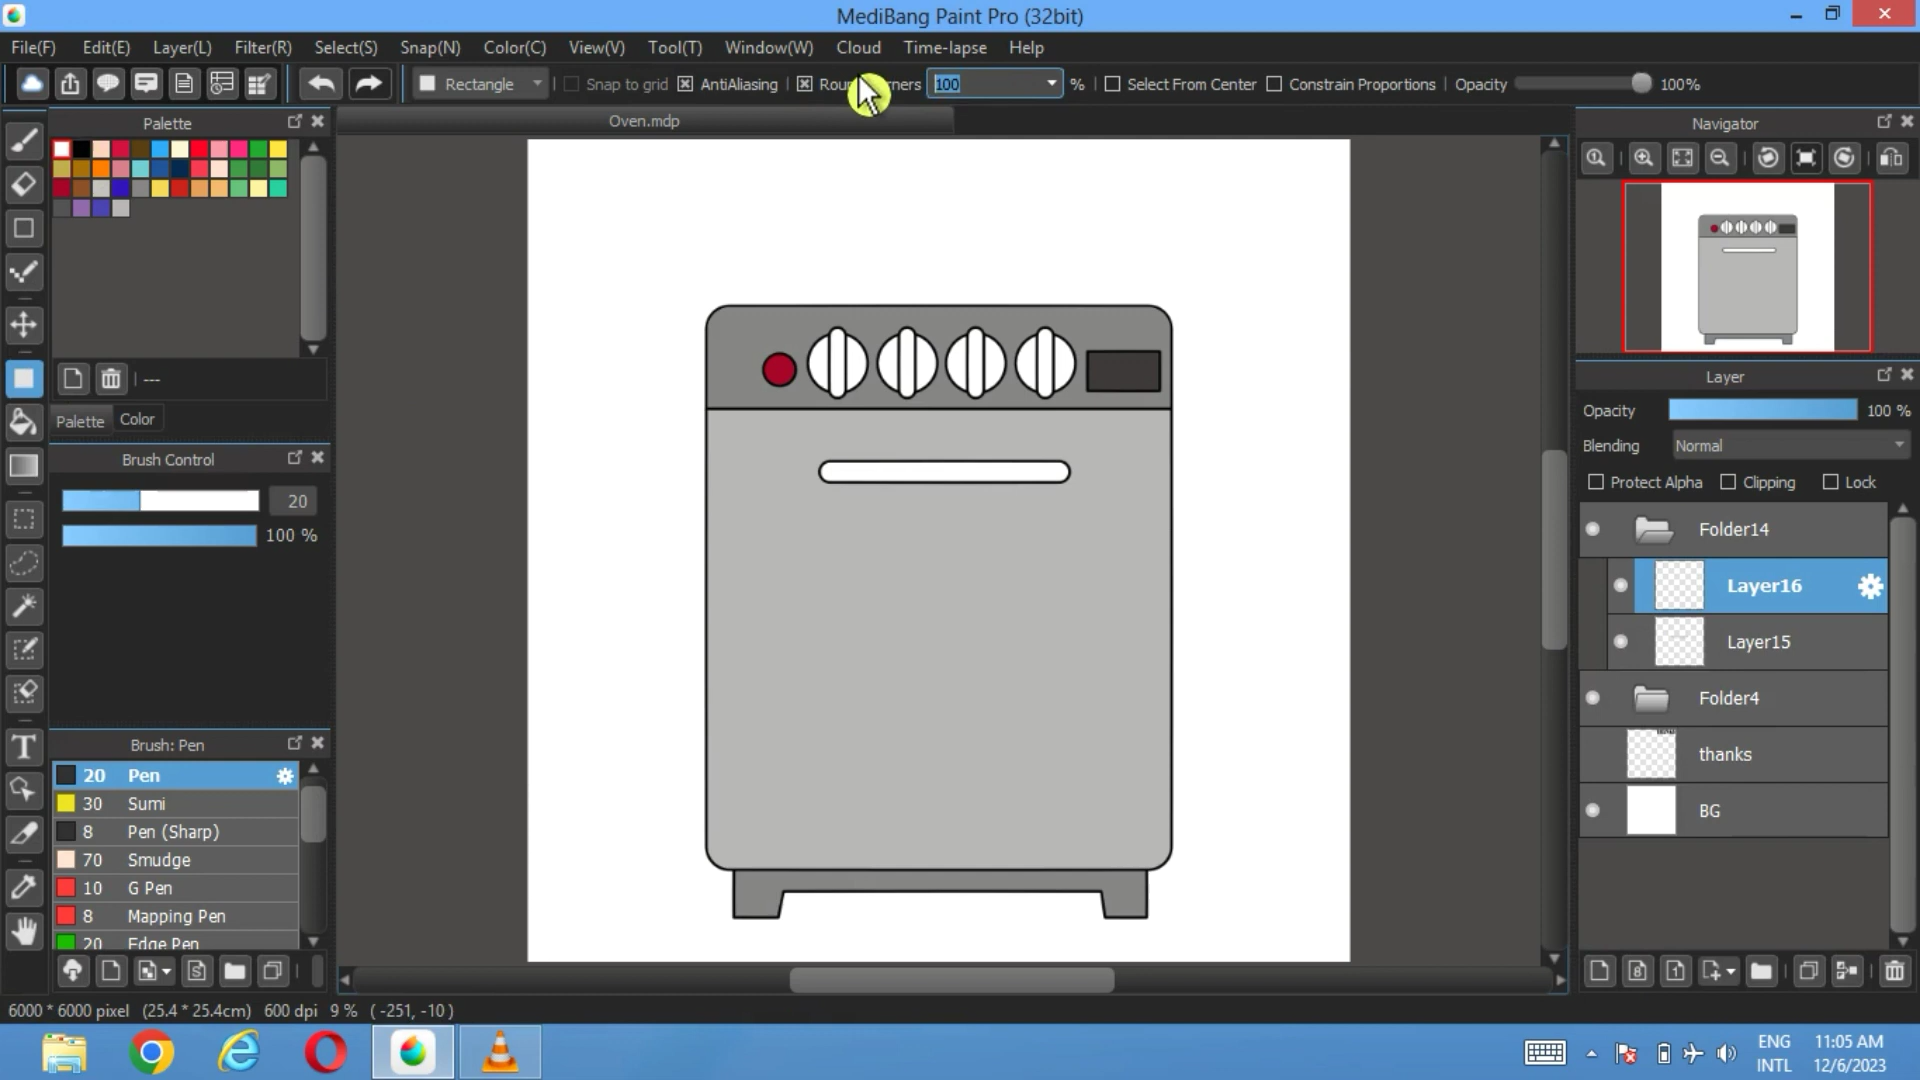 MediBang Paint Pro (32bit)
File(F) Edit(E) Layer(L) Filter(R) Select(S) Snap(N) Color(C) View(V) Tool(T) Window(W) Cloud Time-lapse Help
Rectangle Snap to grid AntiAliasing 100 % Select From Center Constrain Proportions Opacity 100%
Palette
Oven.mdp
Navigator
---
Palette Color
Brush Control
20
100 %
Brush: Pen
20 Pen
30 Sumi
8 Pen (Sharp)
70 Smudge
10 G Pen
8 Mapping Pen
20 Edge Pen
Layer
Opacity 100 %
Blending Normal
Protect Alpha Clipping Lock
Folder14
Layer16
Layer15
Folder4
thanks
BG
6000 * 6000 pixel (25.4 * 25.4cm) 600 dpi 9 % ( -251, -10 )
ENG 11:05 AM
INTL 12/6/2023